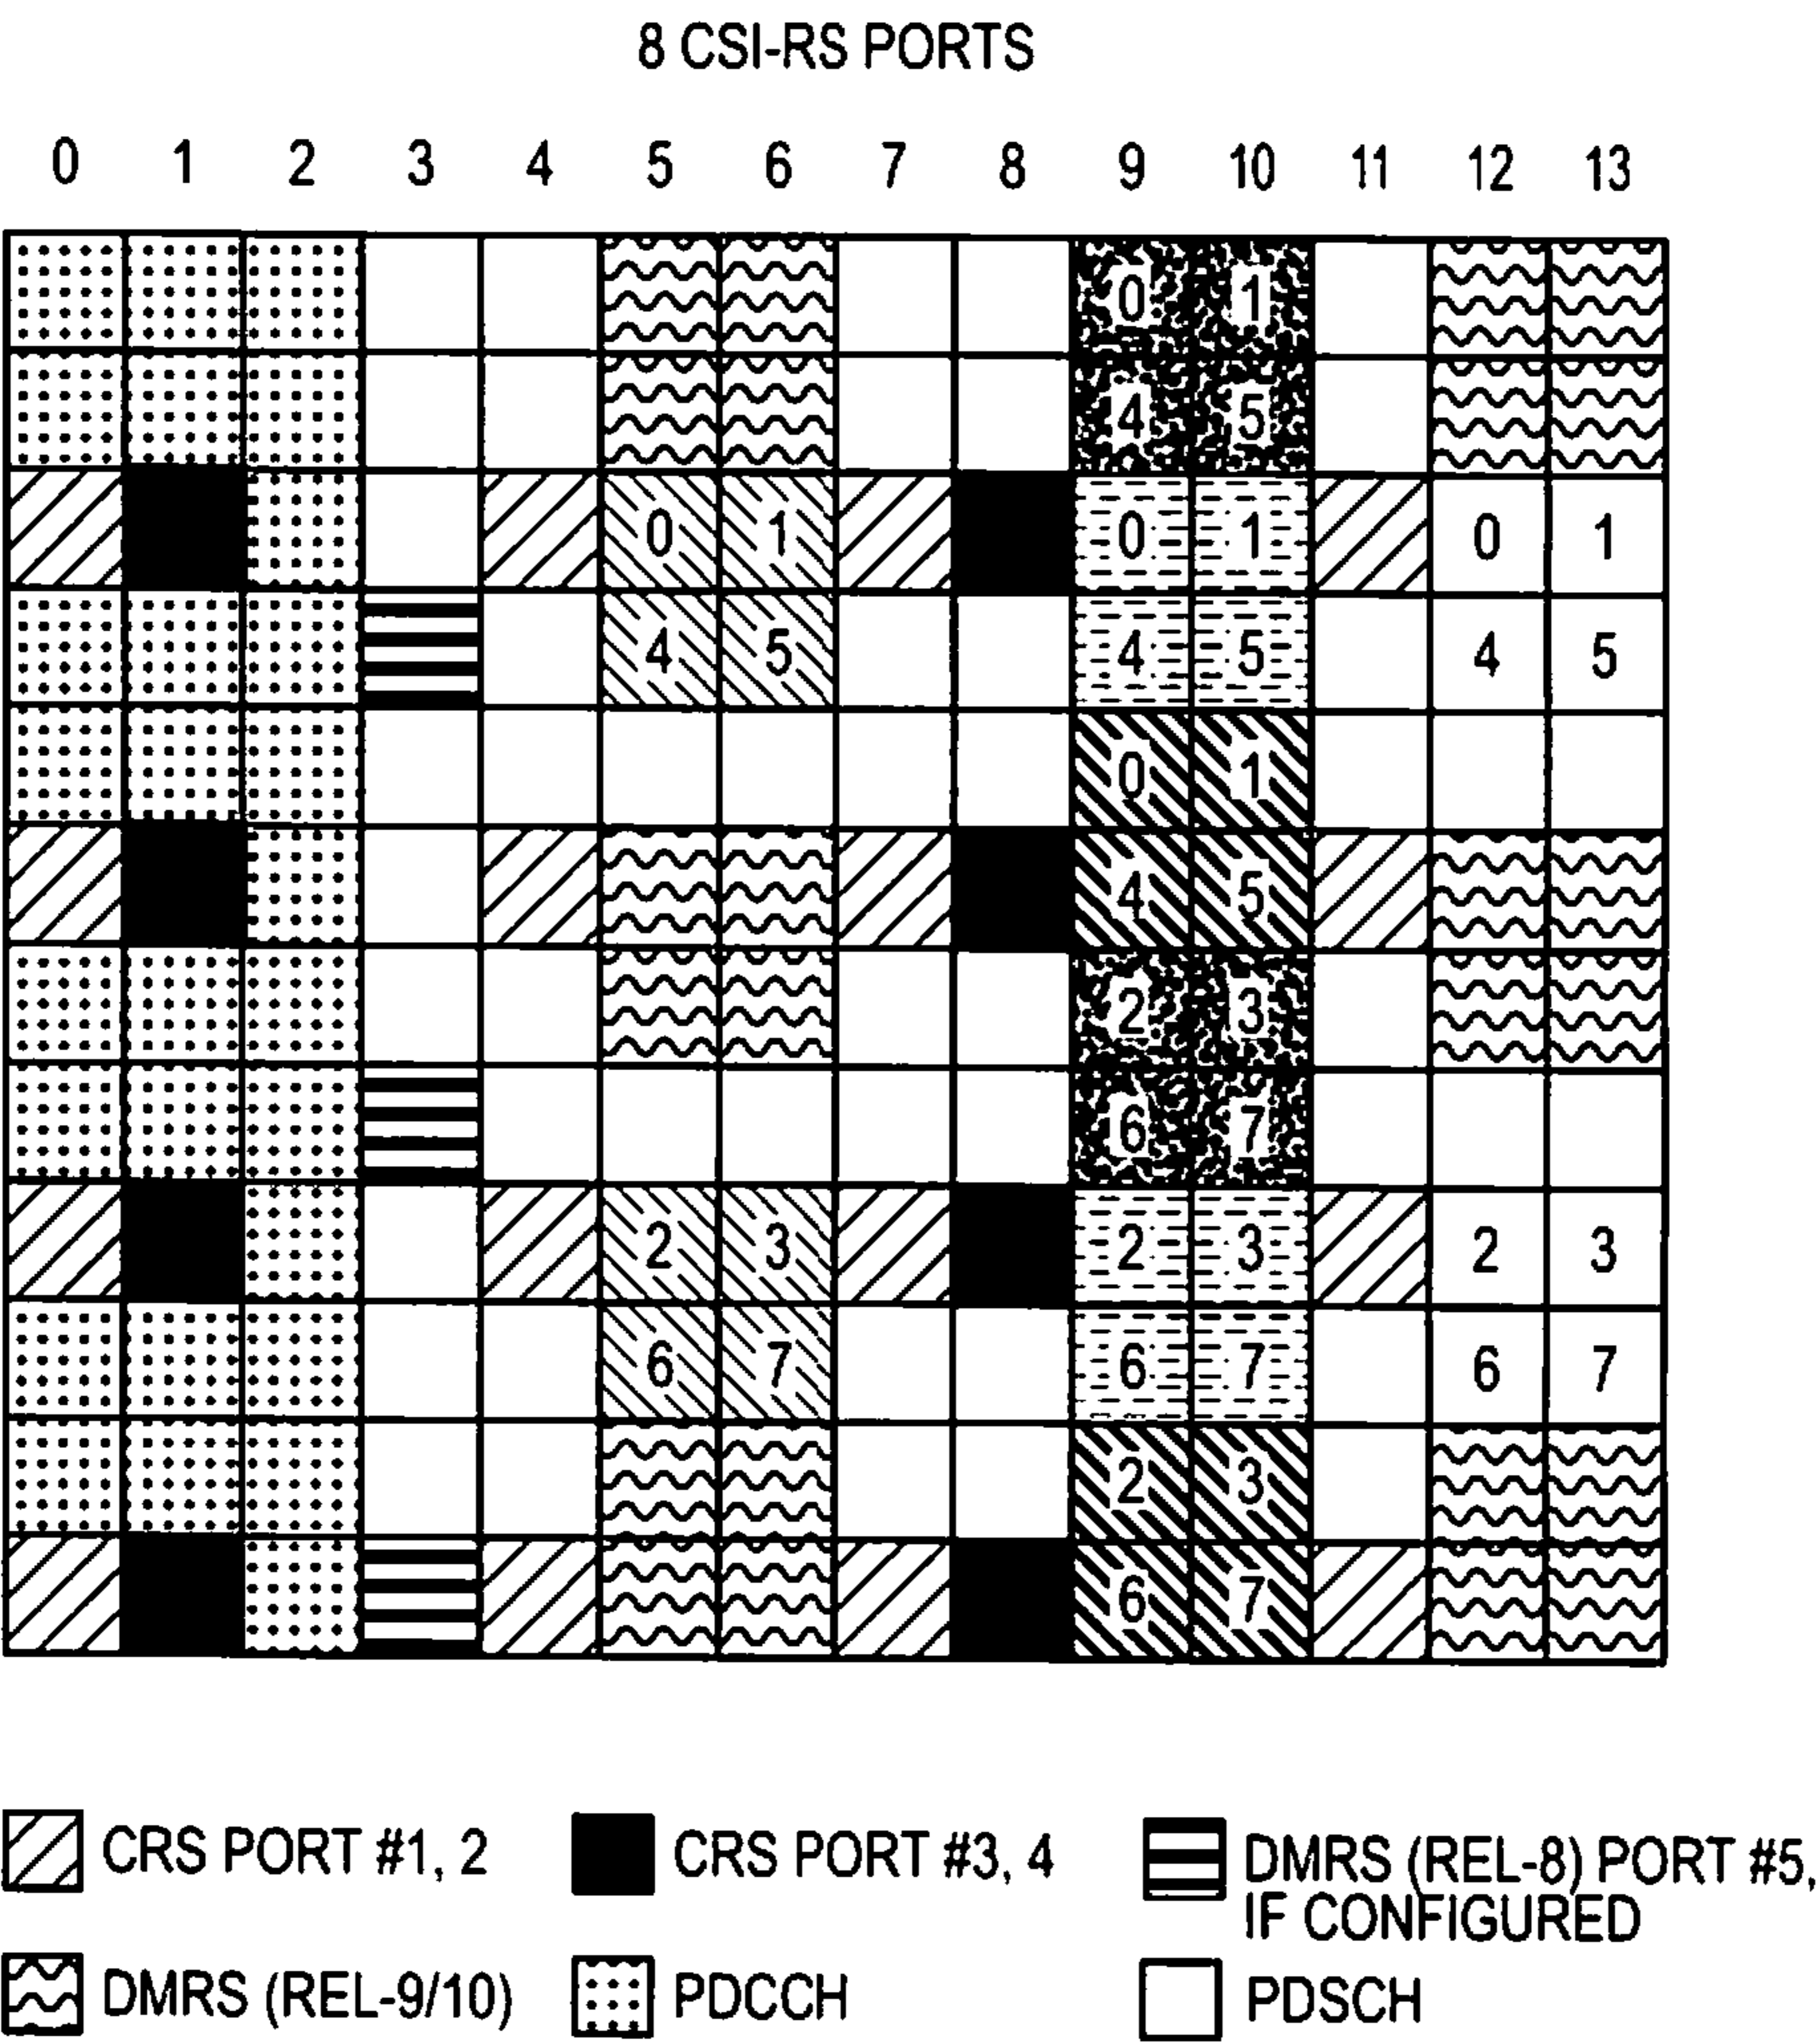 8 CSI-RS PORTS
0 1 2 3 4 5 6 7 8 9 10 11 12 13
0 1
4 5
0 1 0 1 0 1
4 5 4 5 4 5
0 1
4 5
2 3
6 7
2 3 2 3 2 3
6 7 6 7 6 7
2 3
6 7
CRS PORT #1, 2 CRS PORT #3, 4 DMRS (REL-8) PORT #5,
IF CONFIGURED
DMRS (REL-9/10) PDCCH PDSCH